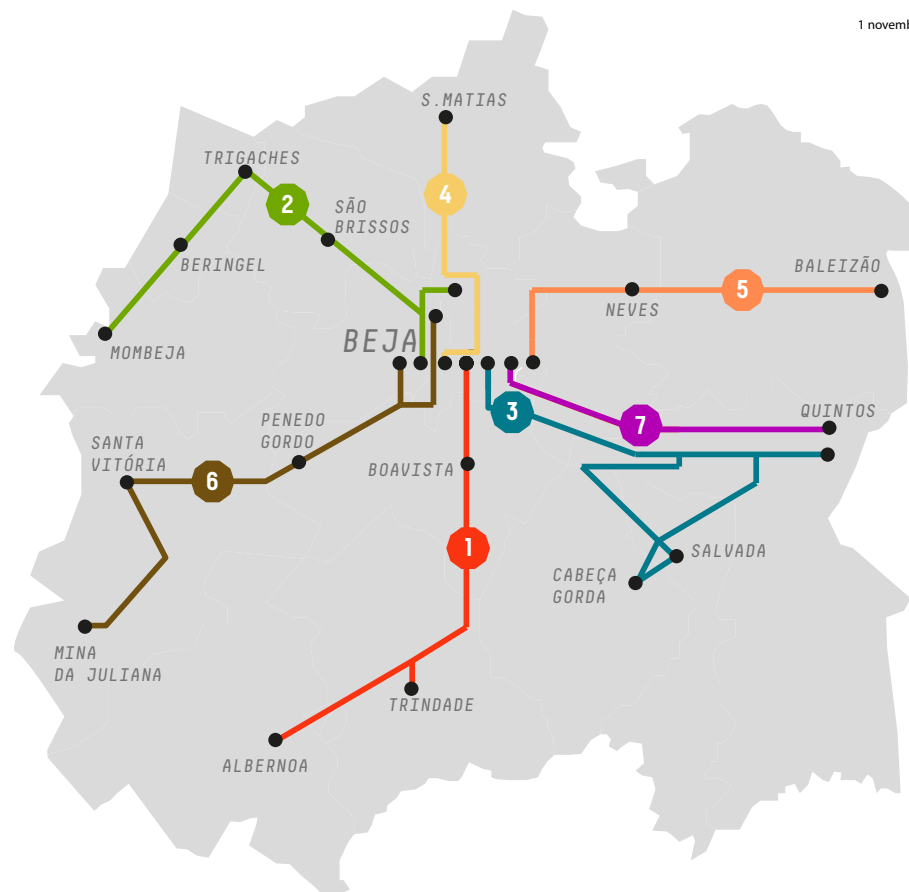 1 novemb
S.MATIAS
TRIGACHES
4
2
SÃO
BRISSOS
BERINGEL
BALEIZÃO
5
NEVES
BEJA
MOMBEJA
3
QUINTOS
7
PENEDO
GORDO
SANTA
VITÓRIA
BOAVISTA
6
1
SALVADA
CABEÇA
GORDA
MINA
DA JULIANA
TRINDADE
ALBERNOA